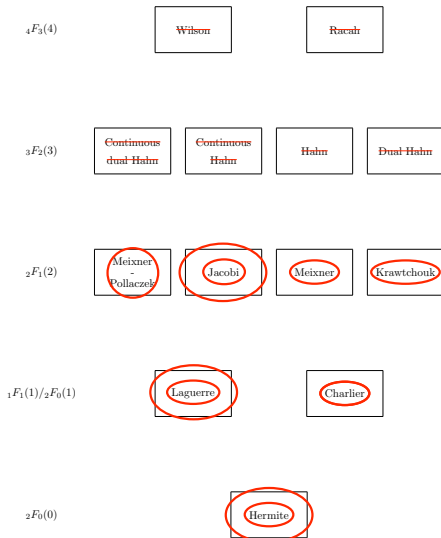 ₄F₃(4)
Wilson
Racah
₃F₂(3)
Continuous
dual Hahn
Continuous
Hahn
Hahn
Dual Hahn
₂F₁(2)
Meixner
-
Pollaczek
Jacobi
Meixner
Krawtchouk
₁F₁(1)/₂F₀(1)
Laguerre
Charlier
₂F₀(0)
Hermite